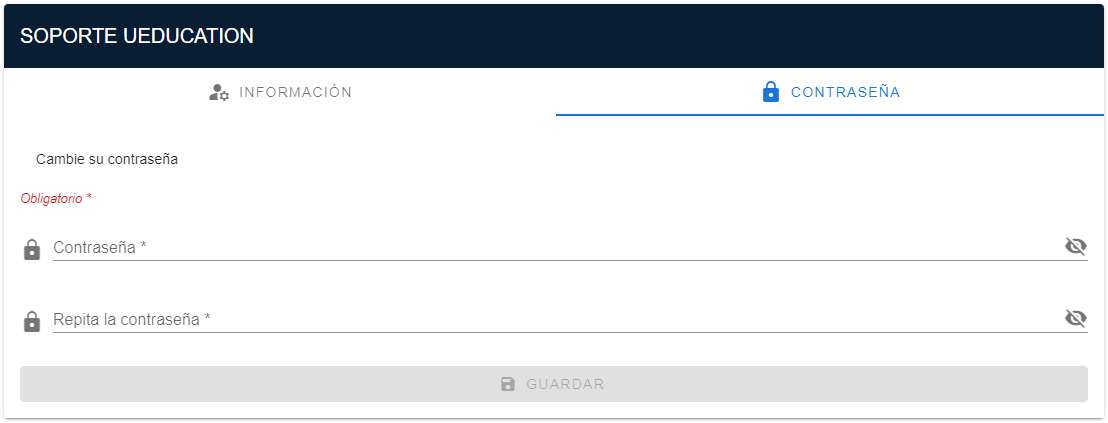 SOPORTE UEDUCATION
INFORMACIÓN
CONTRASEÑA
Cambie su contraseña
Obligatorio *
Contraseña *
Repita la contraseña *
GUARDAR